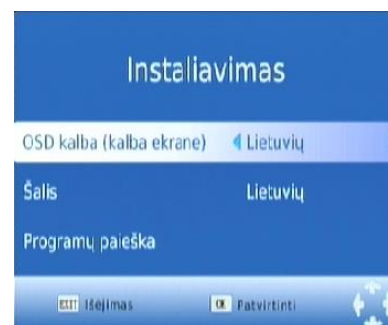 Instaliavimas
OSD kalba (kalba ekrane) Lietuvių
Šalis Lietuvių
Programų paieška
EXIT Išėjimas OK Patvirtinti